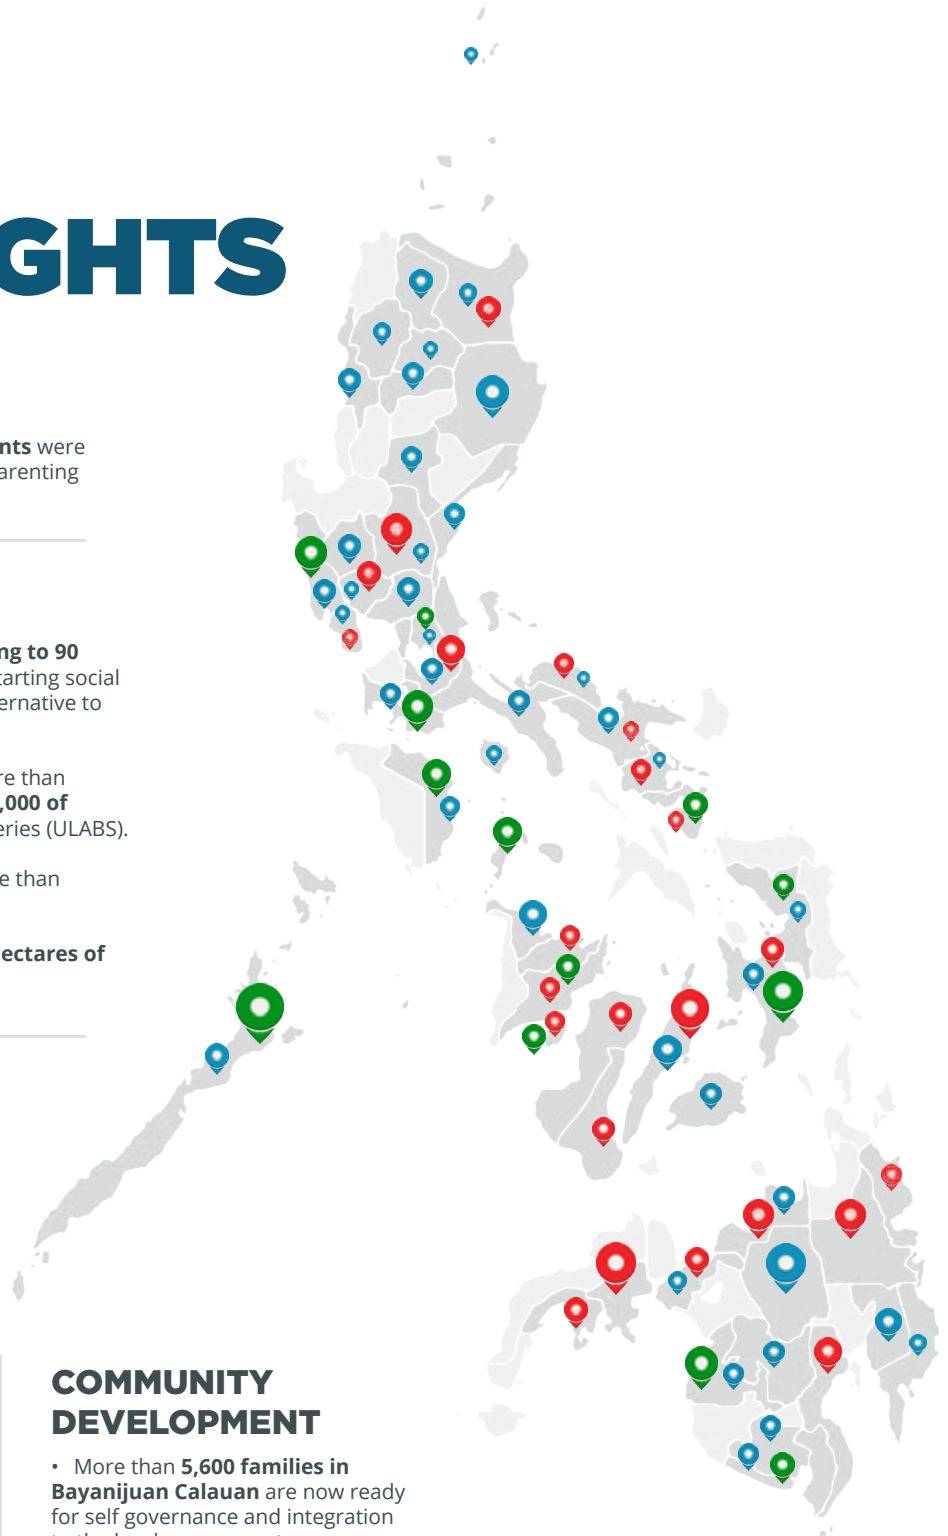 GHTS
nts were
arenting
ng to 90
tarting social
ernative to
re than
,000 of
eries (ULABS).
e than
ectares of
COMMUNITY
DEVELOPMENT
• More than 5,600 families in
Bayanijuan Calauan are now ready
for self governance and integration